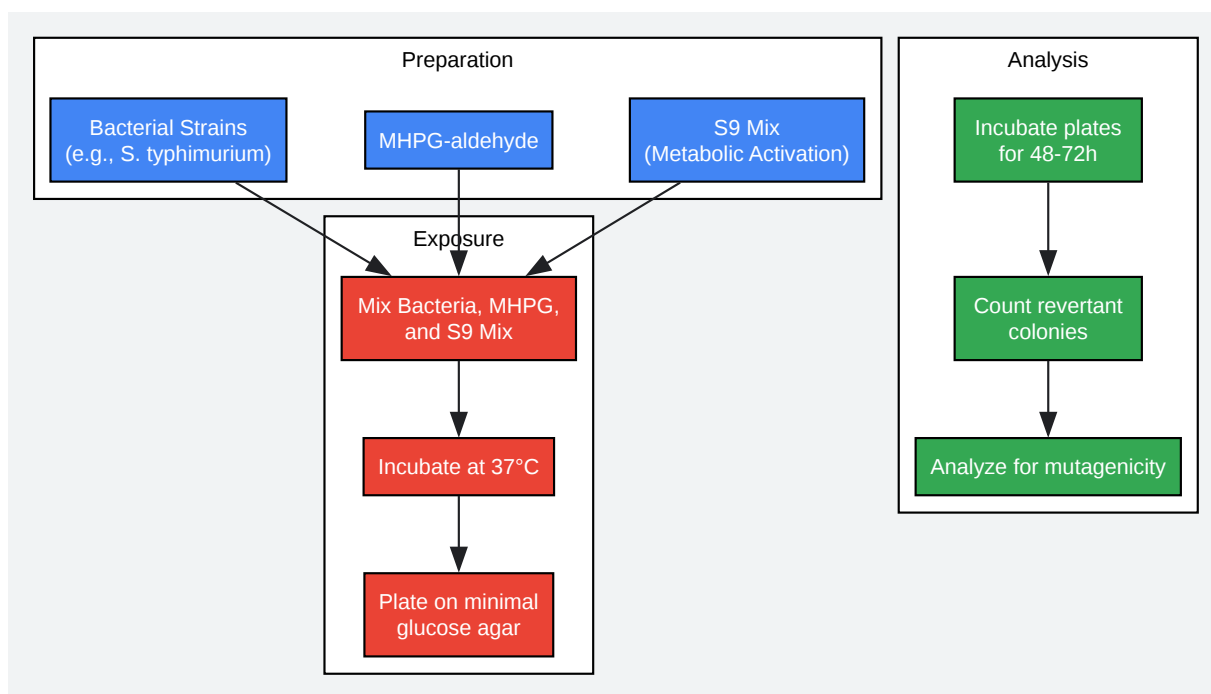 Preparation
Bacterial Strains
(e.g., S. typhimurium)
MHPG-aldehyde
S9 Mix
(Metabolic Activation)
Exposure
Mix Bacteria, MHPG,
and S9 Mix
Incubate at 37°C
Plate on minimal
glucose agar
Analysis
Incubate plates
for 48-72h
Count revertant
colonies
Analyze for mutagenicity